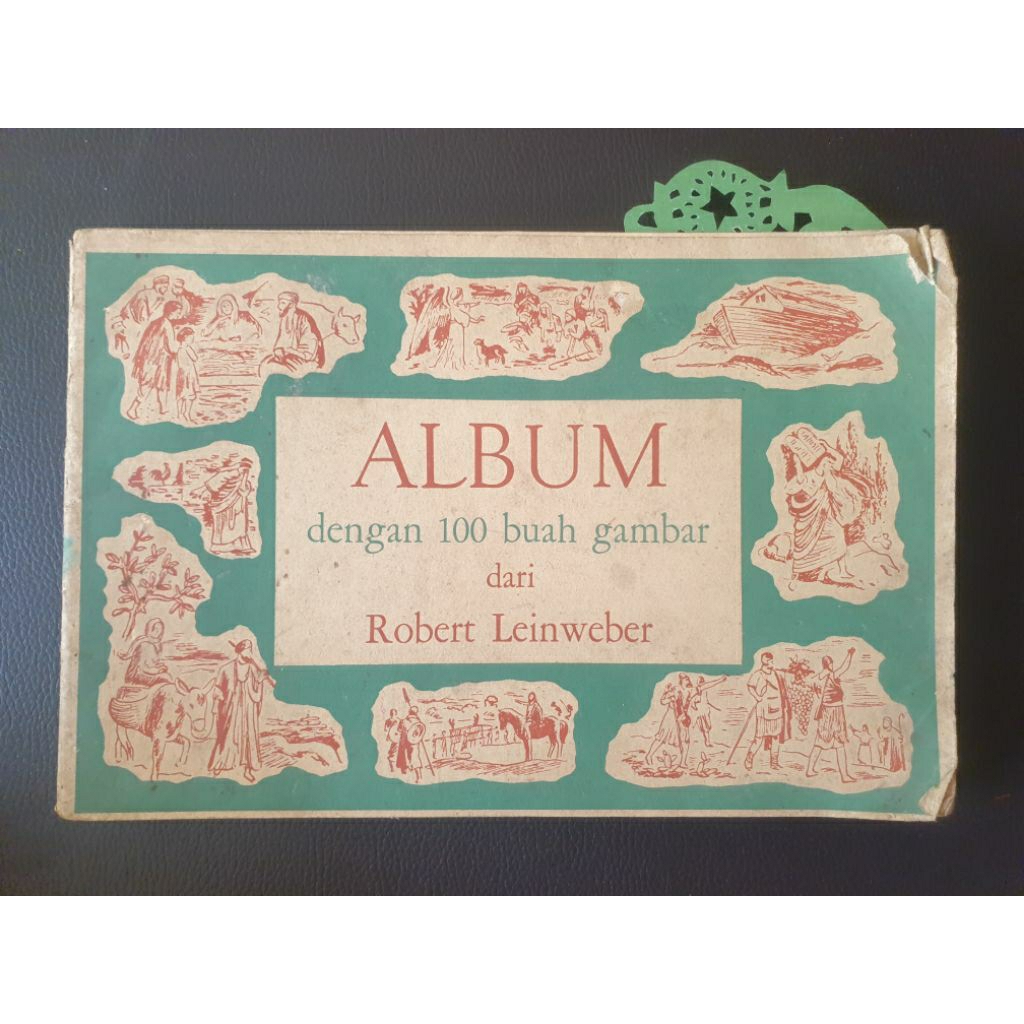 ALBUM
dengan 100 buah gambar
dari
Robert Leinweber